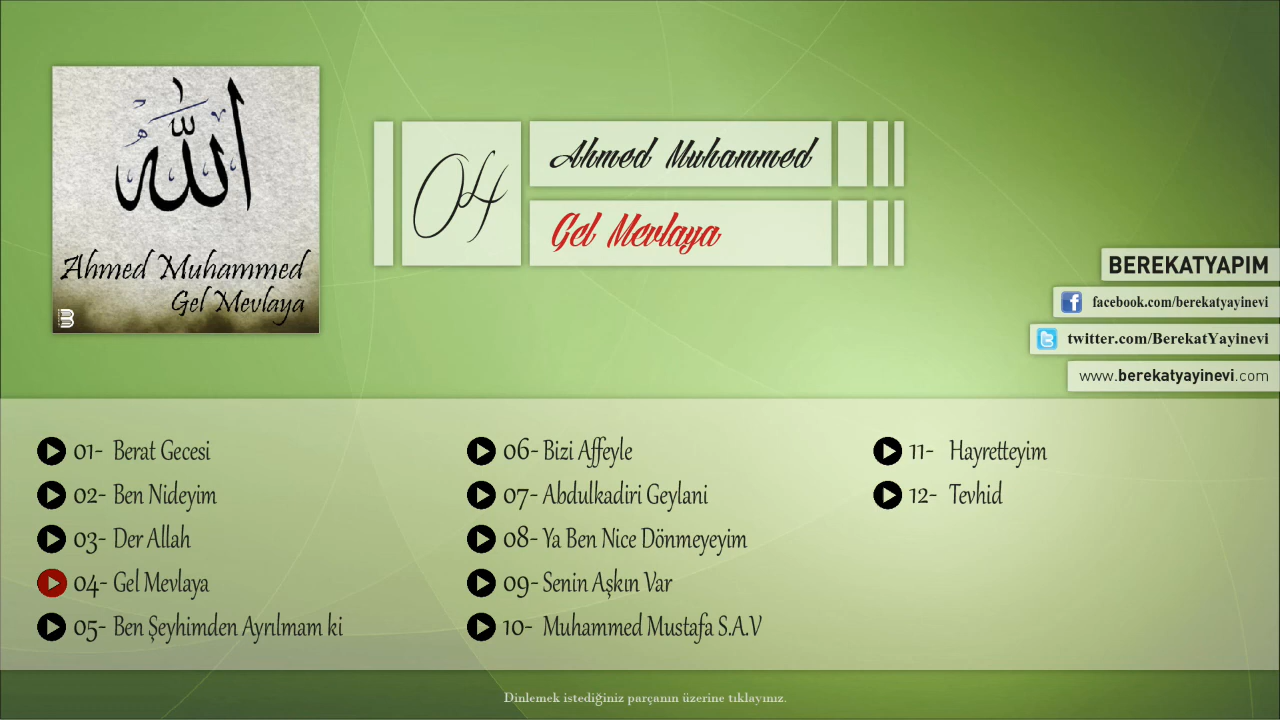 الله
Ahmed Muhammed
Gel Mevlaya
04
Ahmed Muhammed
Gel Mevlaya
BEREKATYAPIM
facebook.com/berekatyayinevi
twitter.com/BerekatYayinevi
www.berekatyayinevi.com
01- Berat Gecesi
02- Ben Nideyim
03- Der Allah
04- Gel Mevlaya
05- Ben Şeyhimden Ayrılmam ki
06- Bizi Affeyle
07- Abdulkadiri Geylani
08- Ya Ben Nice Dönmeyeyim
09- Senin Aşkın Var
10- Muhammed Mustafa S.A.V
11- Hayretteyim
12- Tevhid
Dinlemek istediğiniz parçanın üzerine tıklayınız.